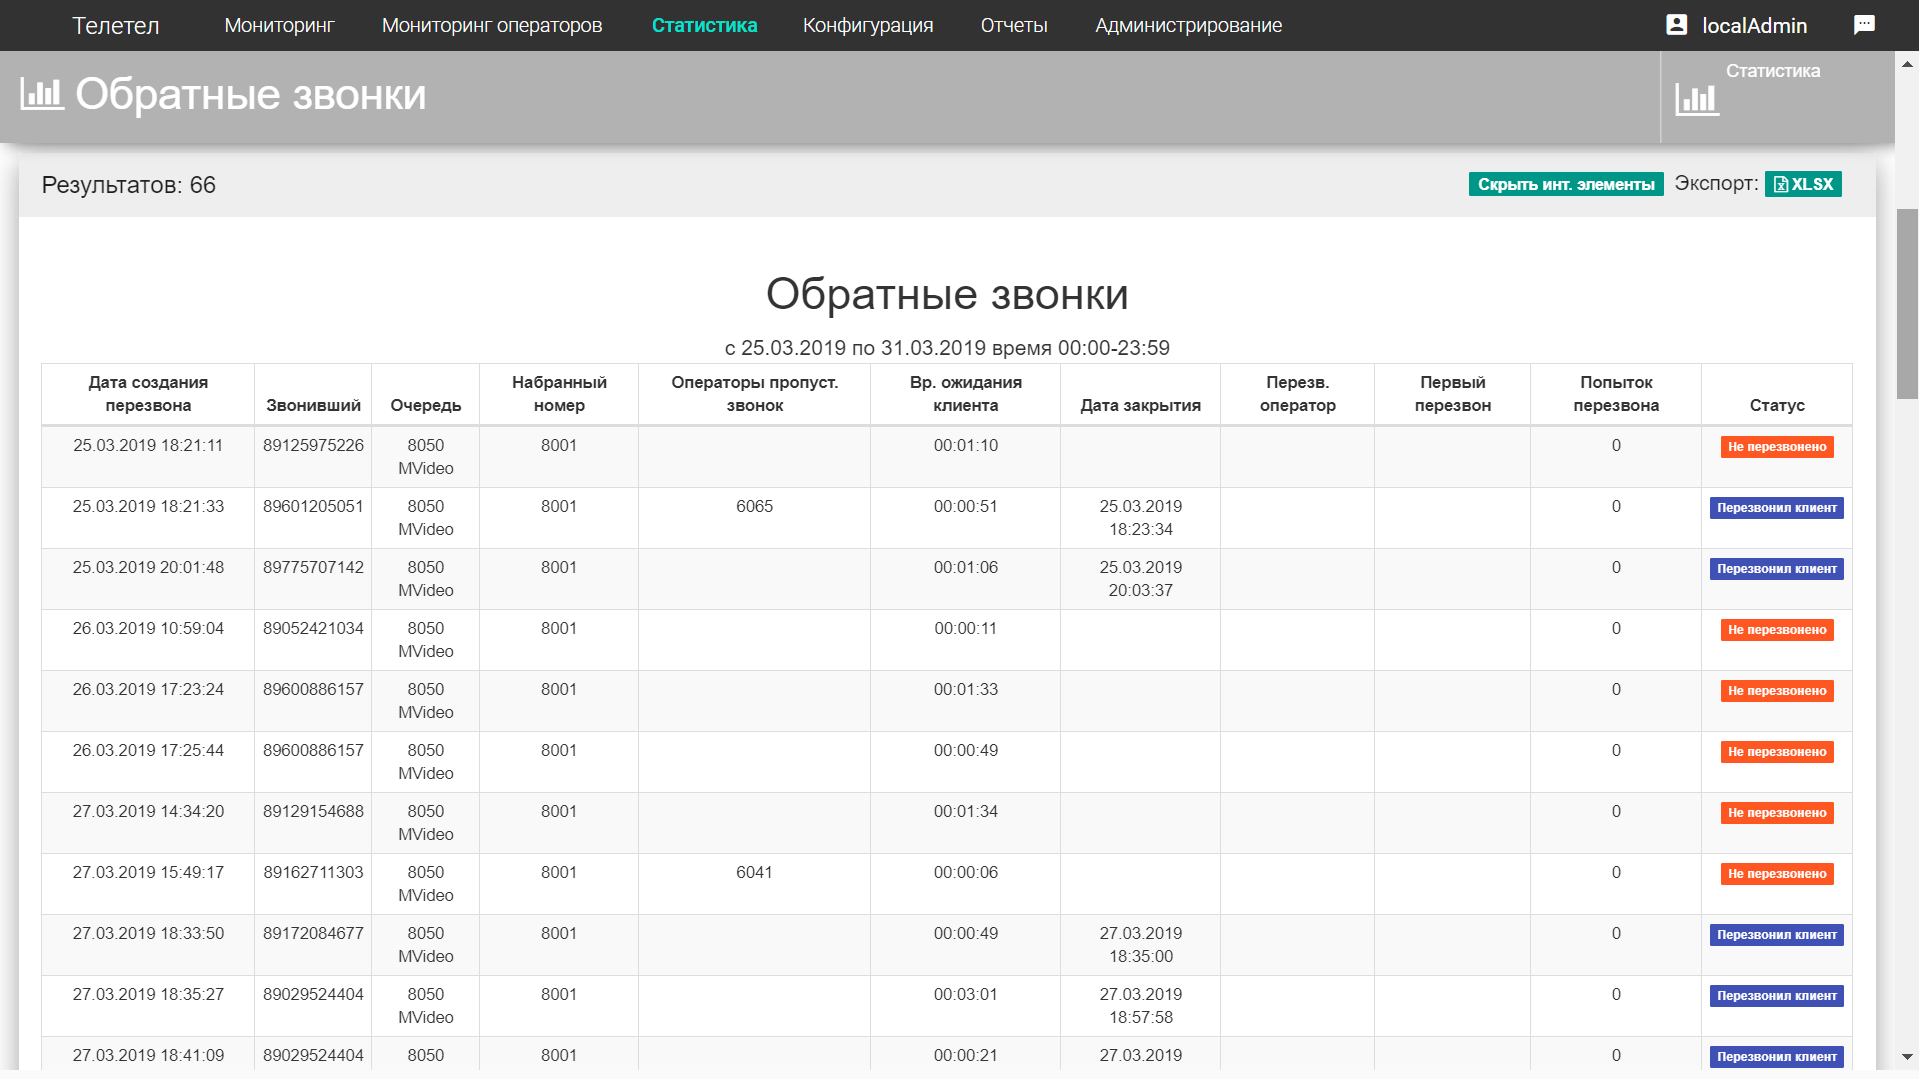 Телетел Мониторинг Мониторинг операторов Статистика Конфигурация Отчеты Администрирование localAdmin
Обратные звонки Статистика
Результатов: 66 Скрыть инт. элементы Экспорт: XLSX
Обратные звонки
с 25.03.2019 по 31.03.2019 время 00:00-23:59
Дата создания перезвона Звонивший Очередь Набранный номер Операторы пропуст. звонок Вр. ожидания клиента Дата закрытия Перезв. оператор Первый перезвон Попыток перезвона Статус
25.03.2019 18:21:11 89125975226 8050 MVideo 8001 00:01:10 0 Не перезвонено
25.03.2019 18:21:33 89601205051 8050 MVideo 8001 6065 00:00:51 25.03.2019 18:23:34 0 Перезвонил клиент
25.03.2019 20:01:48 89775707142 8050 MVideo 8001 00:01:06 25.03.2019 20:03:37 0 Перезвонил клиент
26.03.2019 10:59:04 89052421034 8050 MVideo 8001 00:00:11 0 Не перезвонено
26.03.2019 17:23:24 89600886157 8050 MVideo 8001 00:01:33 0 Не перезвонено
26.03.2019 17:25:44 89600886157 8050 MVideo 8001 00:00:49 0 Не перезвонено
27.03.2019 14:34:20 89129154688 8050 MVideo 8001 00:01:34 0 Не перезвонено
27.03.2019 15:49:17 89162711303 8050 MVideo 8001 6041 00:00:06 0 Не перезвонено
27.03.2019 18:33:50 89172084677 8050 MVideo 8001 00:00:49 27.03.2019 18:35:00 0 Перезвонил клиент
27.03.2019 18:35:27 89029524404 8050 MVideo 8001 00:03:01 27.03.2019 18:57:58 0 Перезвонил клиент
27.03.2019 18:41:09 89029524404 8050 8001 00:00:21 27.03.2019 0 Перезвонил клиент